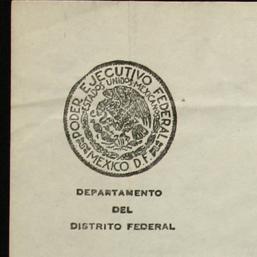 PODER EJECUTIVO FEDERAL
ESTADOS UNIDOS MEXICANOS
MEXICO D.F.
DEPARTAMENTO
DEL
DISTRITO FEDERAL